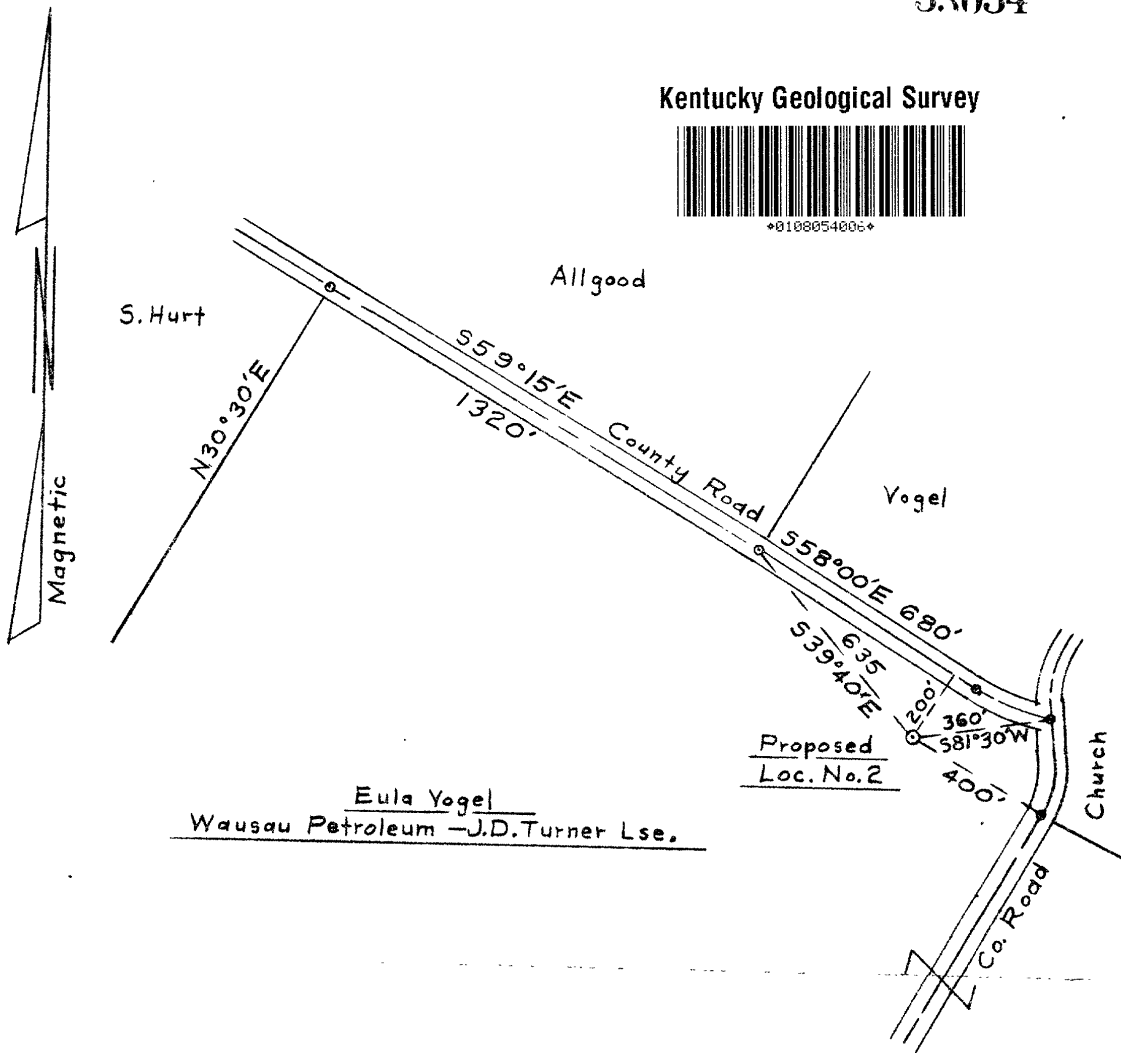 Kentucky Geological Survey
*0108054006*
Allgood
S. Hurt
S59°15'E
1320'
N30°30'E
County Road
Vogel
Magnetic
N
S58°00'E 680'
635
S39°40'E
200'
360'
S81°30'W
Proposed
Loc. No. 2
400'
Church
Eula Vogel
Wausau Petroleum - J.D. Turner Lse.
Co. Road